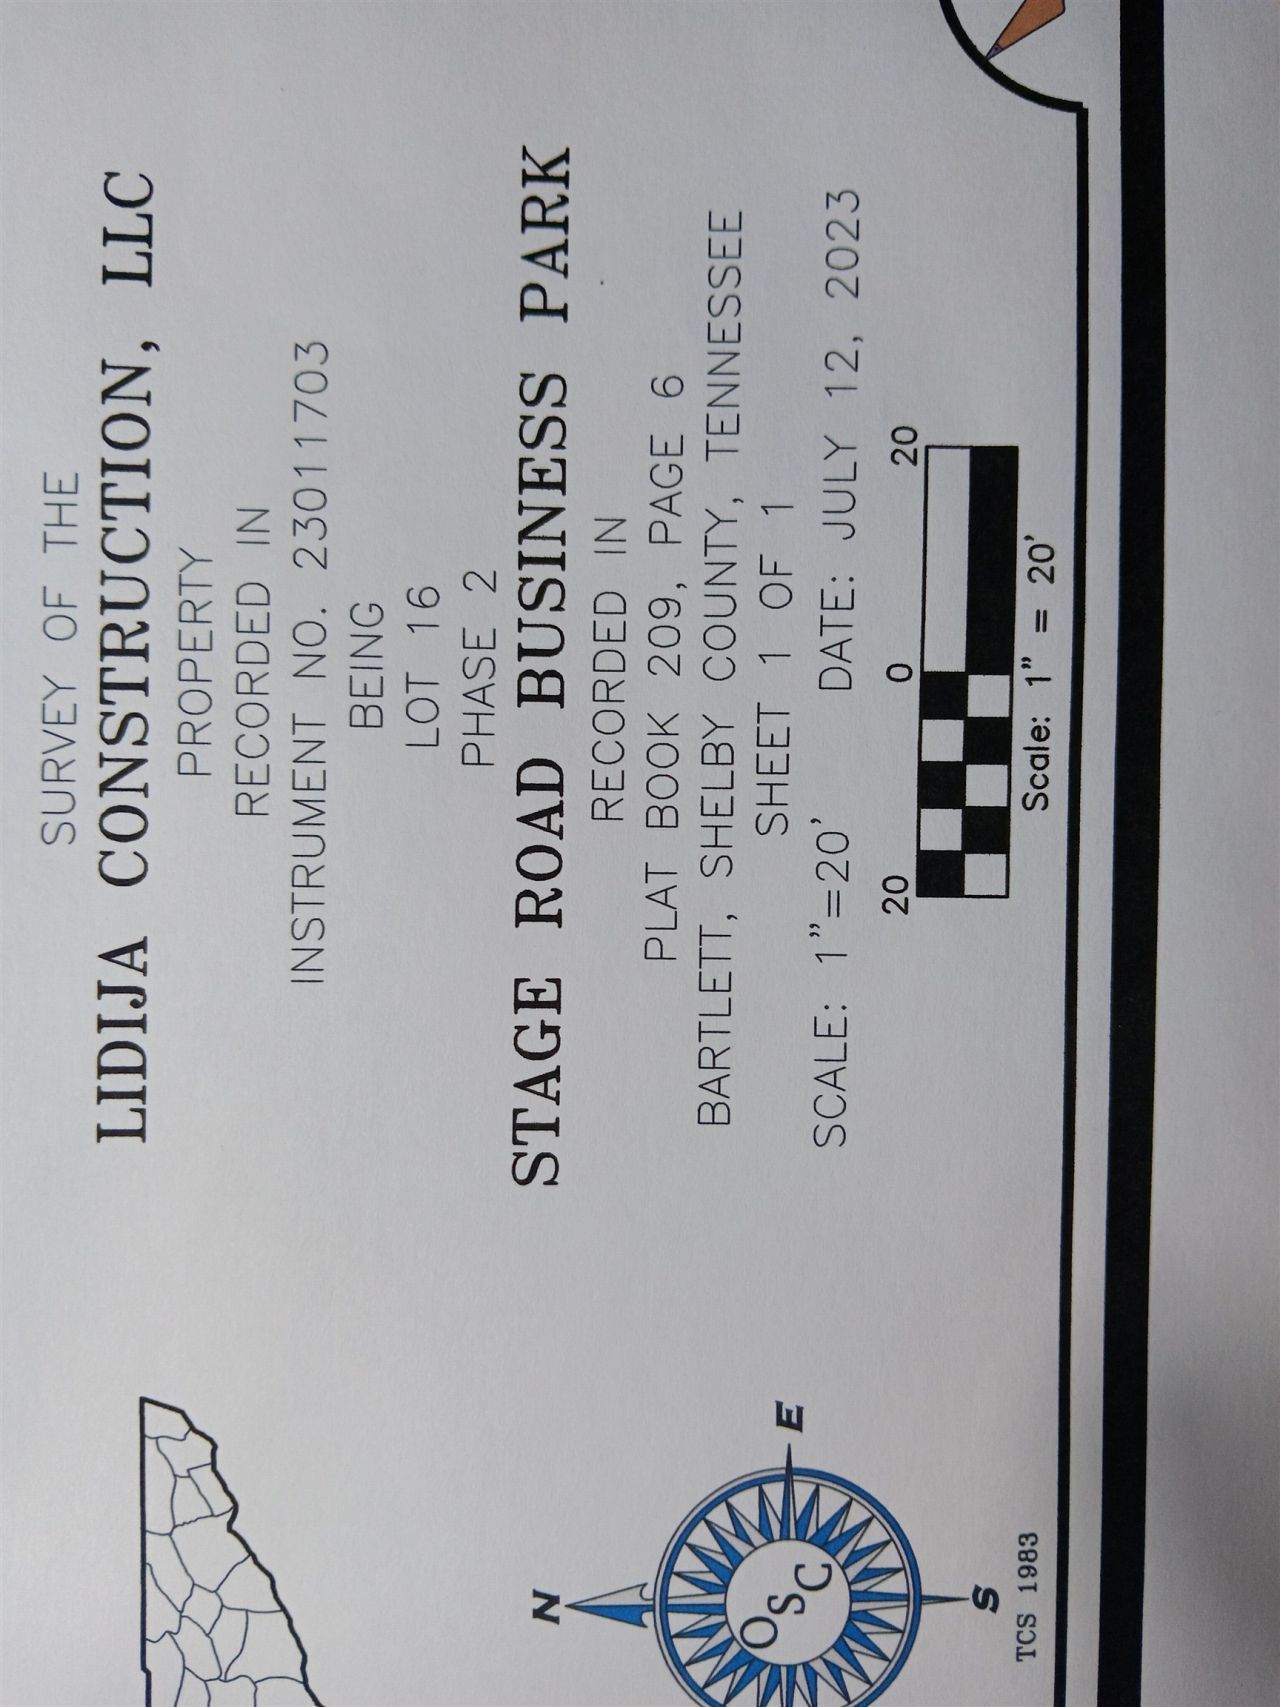 SURVEY OF THE
LIDIJA CONSTRUCTION, LLC
PROPERTY
RECORDED IN
INSTRUMENT NO. 23011703
BEING
LOT 16
PHASE 2
STAGE ROAD BUSINESS PARK
RECORDED IN
PLAT BOOK 209, PAGE 6
BARTLETT, SHELBY COUNTY, TENNESSEE
SHEET 1 OF 1
SCALE: 1"=20' DATE: JULY 12, 2023
20 0 20
Scale: 1" = 20'
N
E
OSC
S
TCS 1983